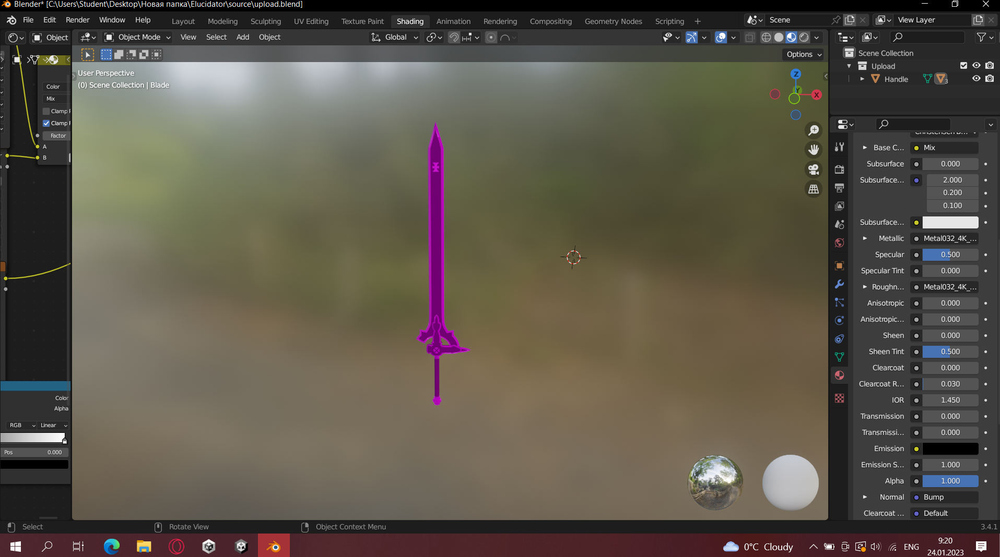 Blender* [C:\Users\Student\Desktop\Новая папка\Elucidator\source\upload.blend]
File Edit Render Window Help Layout Modeling Sculpting UV Editing Texture Paint Shading Animation Rendering Compositing Geometry Nodes Scripting + Scene View Layer
Object Object Mode View Select Add Object Global
Options
User Perspective
(0) Scene Collection | Blade
Z
Y
X
Color
Mix
Clamp
Clamp
Factor
A
B
Color
Alpha
RGB Linear
Pos 0.000
Scene Collection
Upload
Handle 3
Base C... Mix
Subsurface 0.000
Subsurface... 2.000
0.200
0.100
Subsurface...
Metallic Metal032_4K_...
Specular 0.500
Specular Tint 0.000
Roughn... Metal032_4K_...
Anisotropic 0.000
Anisotropic... 0.000
Sheen 0.000
Sheen Tint 0.500
Clearcoat 0.000
Clearcoat R... 0.030
IOR 1.450
Transmission 0.000
Transmissi... 0.000
Emission
Emission S... 1.000
Alpha 1.000
Normal Bump
Clearcoat ... Default
Select Rotate View Object Context Menu 3.4.1
0°C Cloudy ENG
9:20
24.01.2023